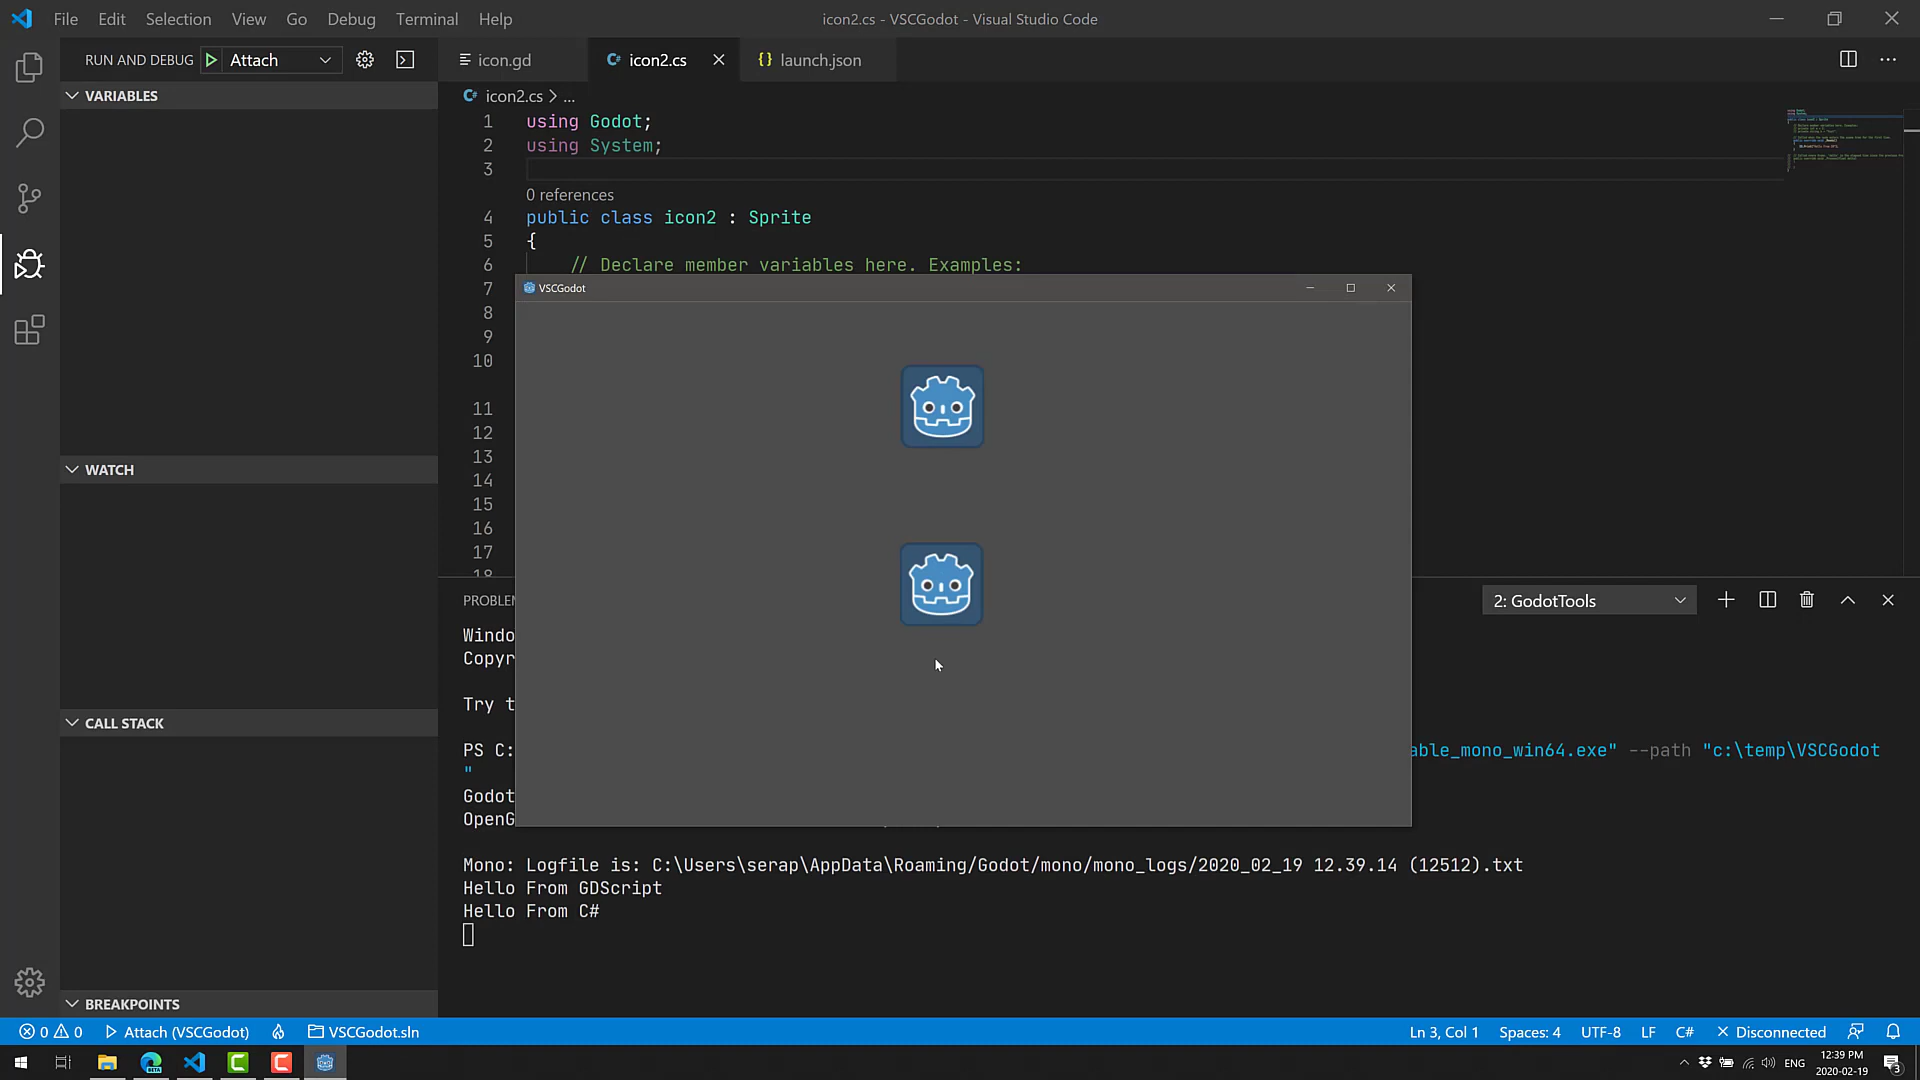 File Edit Selection View Go Debug Terminal Help
icon2.cs - VSCGodot - Visual Studio Code
RUN AND DEBUG Attach
icon.gd
C# icon2.cs
{} launch.json
VARIABLES
C# icon2.cs > ...
1 using Godot;
2 using System;
3
0 references
4 public class icon2 : Sprite
5 {
6 // Declare member variables here. Examples:
7
8
9
10
11
12
13
14
15
16
17
18
VSCGodot
WATCH
CALL STACK
BREAKPOINTS
PROBLEM
2: GodotTools
Windo
Copyr
Try t
PS C: able_mono_win64.exe" --path "c:\temp\VSCGodot
"
Godot
OpenG
Mono: Logfile is: C:\Users\serap\AppData\Roaming/Godot/mono/mono_logs/2020_02_19 12.39.14 (12512).txt
Hello From GDScript
Hello From C#
0 0 Attach (VSCGodot) VSCGodot.sln
Ln 3, Col 1 Spaces: 4 UTF-8 LF C# Disconnected
BETA
ENG
12:39 PM
2020-02-19
3